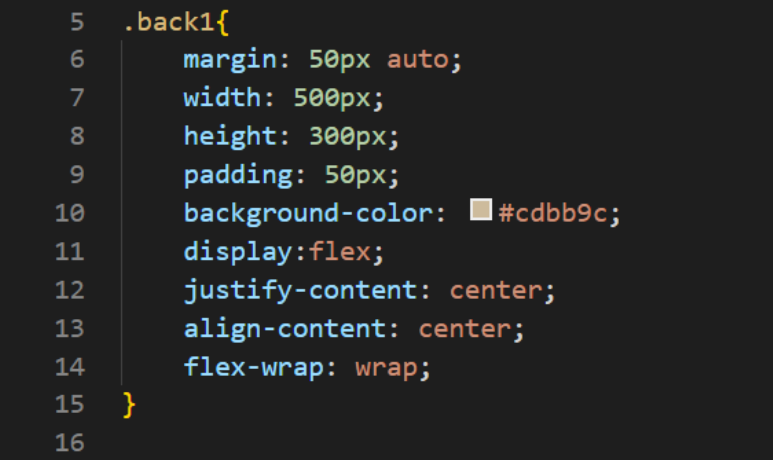 5 .back1{
6 margin: 50px auto;
7 width: 500px;
8 height: 300px;
9 padding: 50px;
10 background-color: #cdbb9c;
11 display:flex;
12 justify-content: center;
13 align-content: center;
14 flex-wrap: wrap;
15 }
16